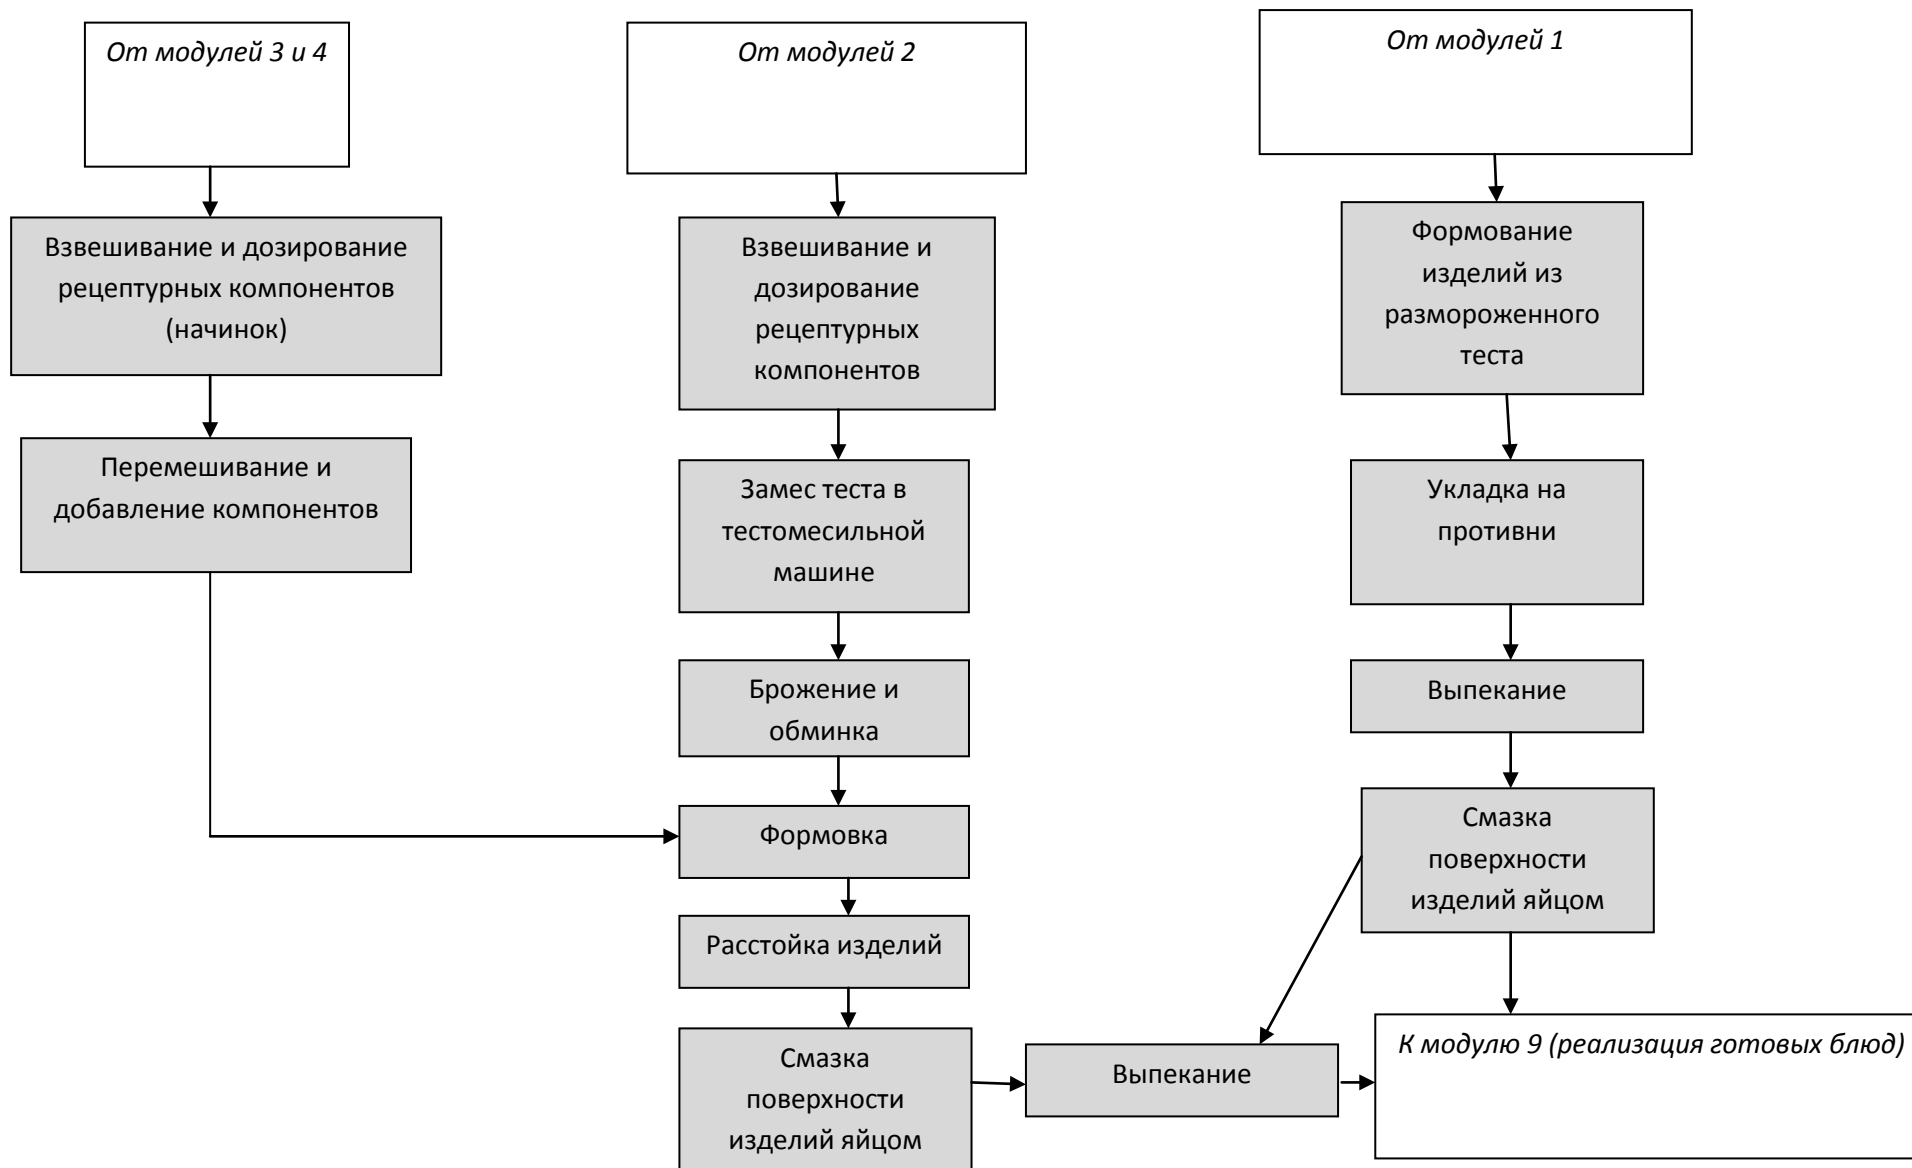 От модулей 3 и 4
От модулей 2
От модулей 1
Взвешивание и дозирование
рецептурных компонентов
(начинок)
Взвешивание и
дозирование
рецептурных
компонентов
Формование
изделий из
размороженного
теста
Перемешивание и
добавление компонентов
Замес теста в
тестомесильной
машине
Укладка на
противни
Брожение и
обминка
Выпекание
Формовка
Смазка
поверхности
изделий яйцом
Расстойка изделий
Смазка
поверхности
изделий яйцом
Выпекание
К модулю 9 (реализация готовых блюд)